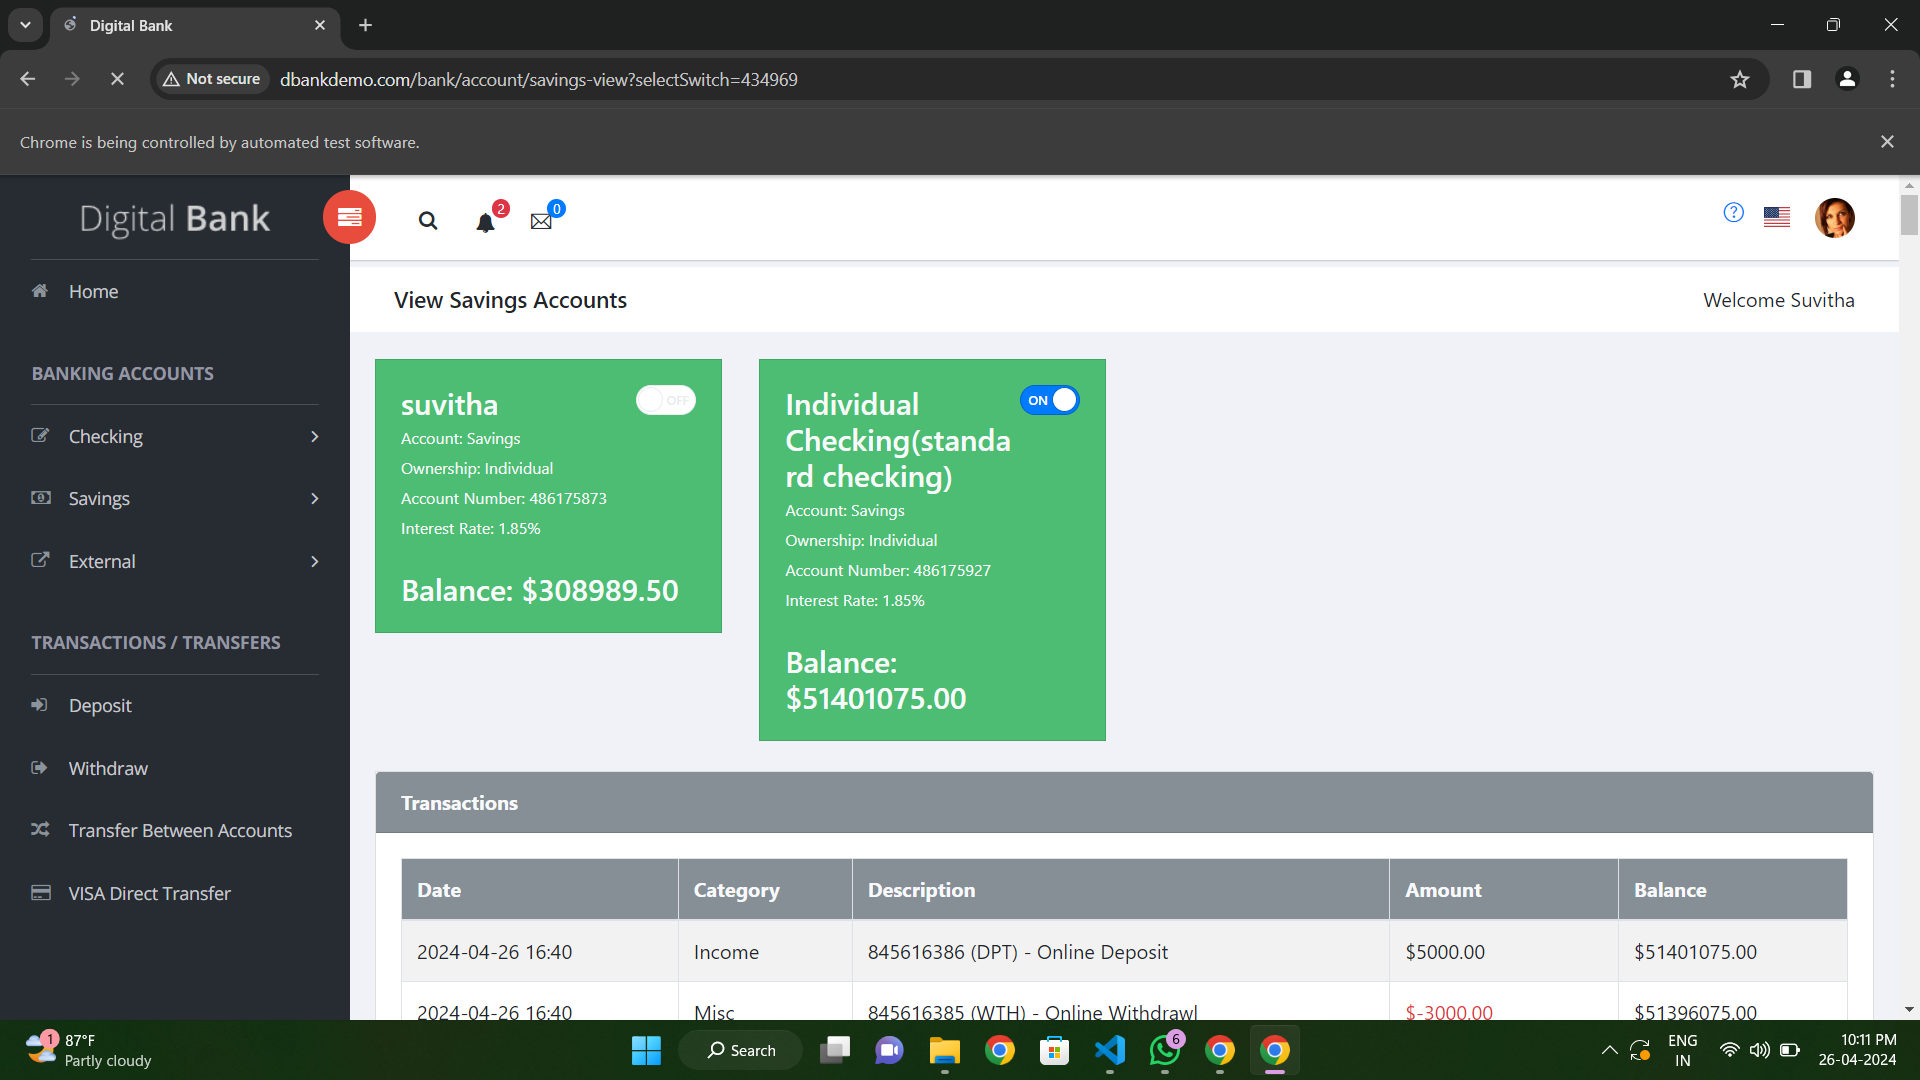 Digital Bank
Not secure
dbankdemo.com/bank/account/savings-view?selectSwitch=434969
Chrome is being controlled by automated test software.
Digital Bank
2
0
Home
View Savings Accounts
Welcome Suvitha
BANKING ACCOUNTS
Checking
Savings
External
TRANSACTIONS / TRANSFERS
Deposit
Withdraw
Transfer Between Accounts
VISA Direct Transfer
suvitha
OFF
Account: Savings
Ownership: Individual
Account Number: 486175873
Interest Rate: 1.85%
Balance: $308989.50
Individual
Checking(standa
rd checking)
ON
Account: Savings
Ownership: Individual
Account Number: 486175927
Interest Rate: 1.85%
Balance:
$51401075.00
Transactions
Date Category Description Amount Balance
2024-04-26 16:40 Income 845616386 (DPT) - Online Deposit $5000.00 $51401075.00
2024-04-26 16:40 Misc 845616385 (WTH) - Online Withdrawl $-3000.00 $51396075.00
1
87°F
Partly cloudy
Search
6
ENG
IN
10:11 PM
26-04-2024